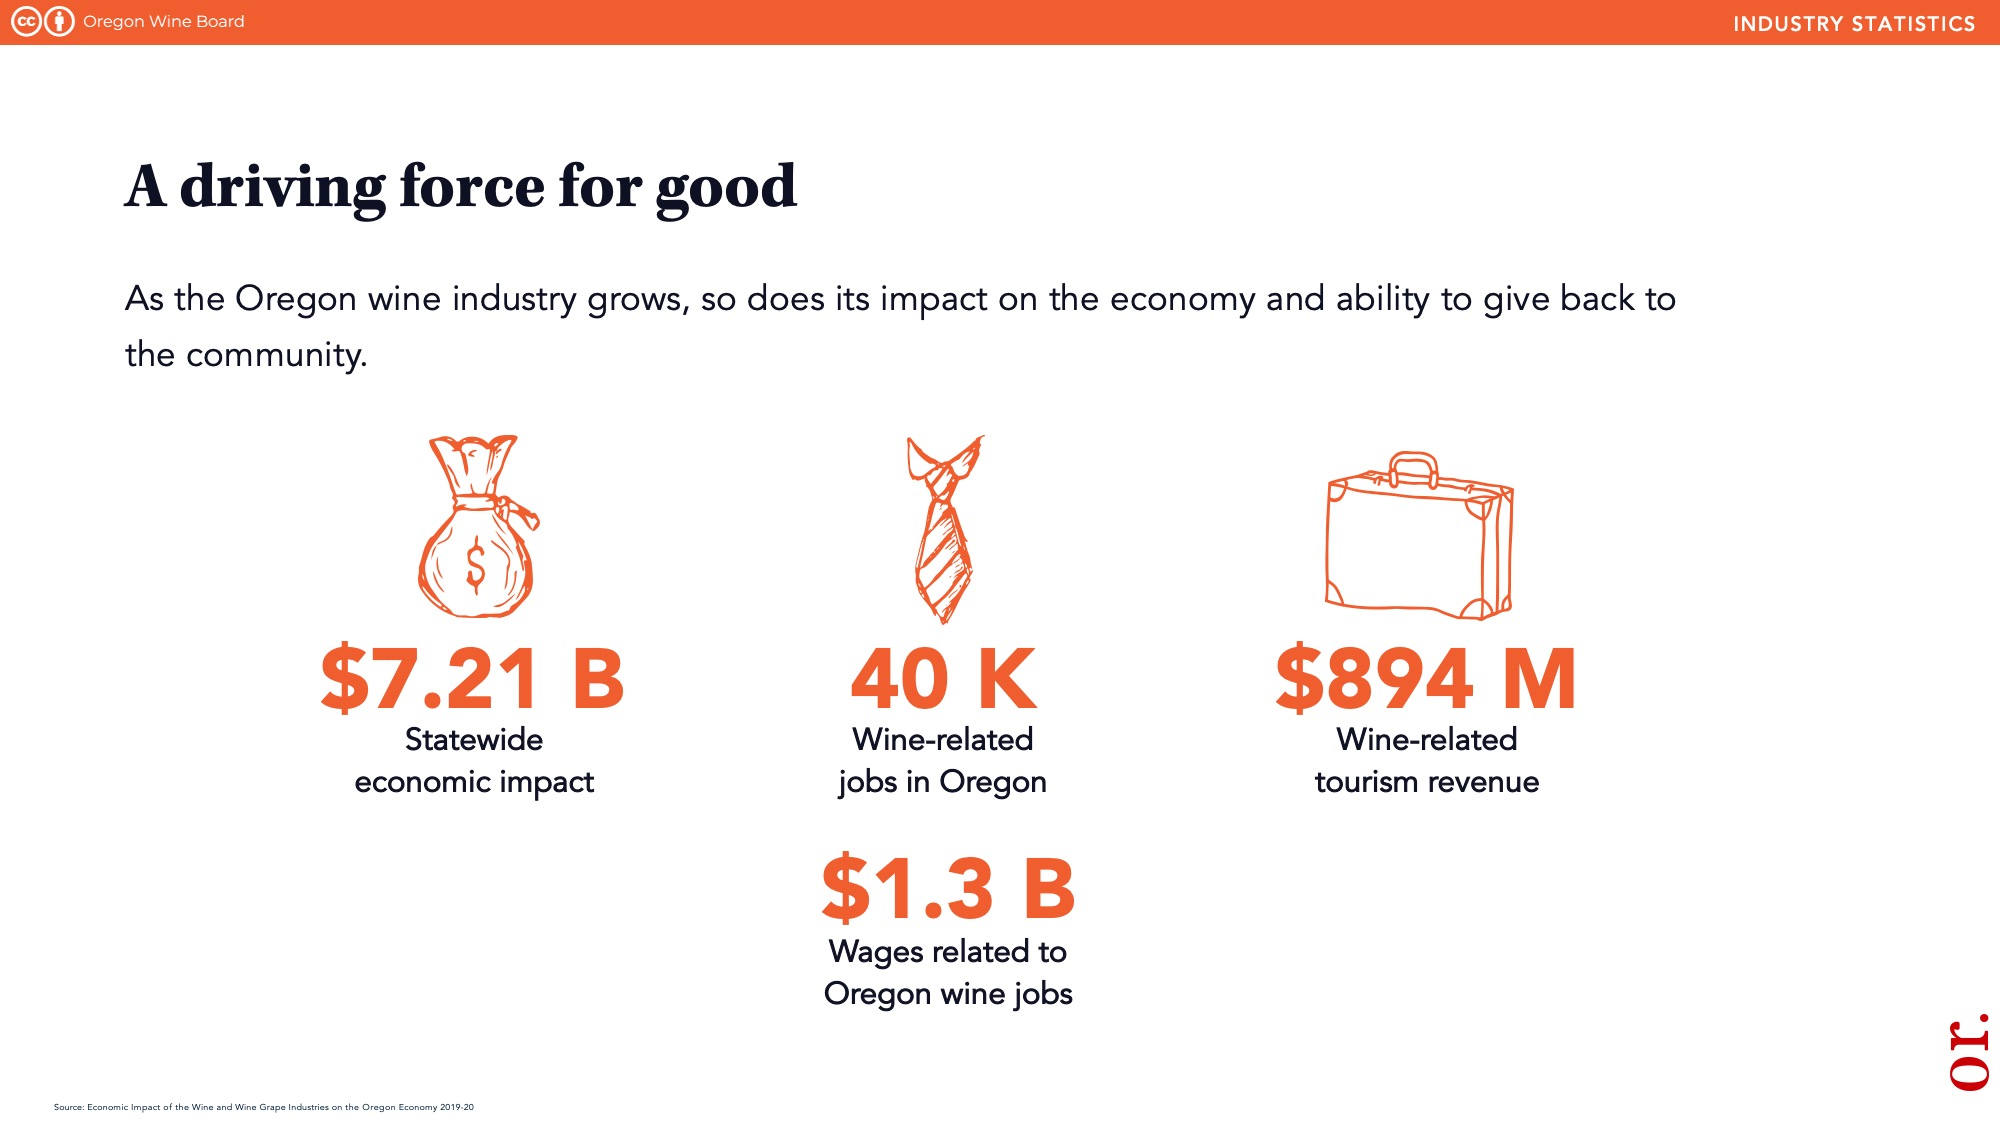 cc Oregon Wine Board
INDUSTRY STATISTICS
A driving force for good
As the Oregon wine industry grows, so does its impact on the economy and ability to give back to
the community.
$
$7.21 B
Statewide
economic impact
40 K
Wine-related
jobs in Oregon
$894 M
Wine-related
tourism revenue
$1.3 B
Wages related to
Oregon wine jobs
or.
Source: Economic Impact of the Wine and Wine Grape Industries on the Oregon Economy 2019-20